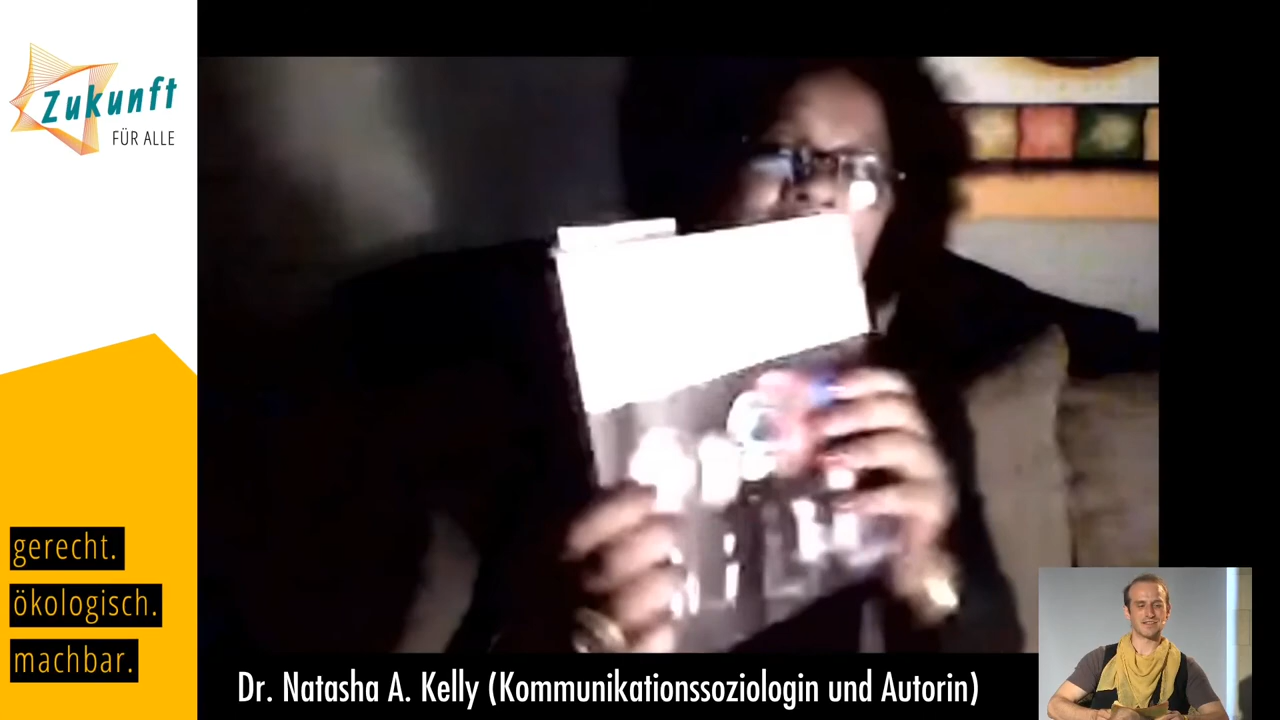 Zukunft
FÜR ALLE
gerecht.
ökologisch.
machbar.
Dr. Natasha A. Kelly (Kommunikationssoziologin und Autorin)